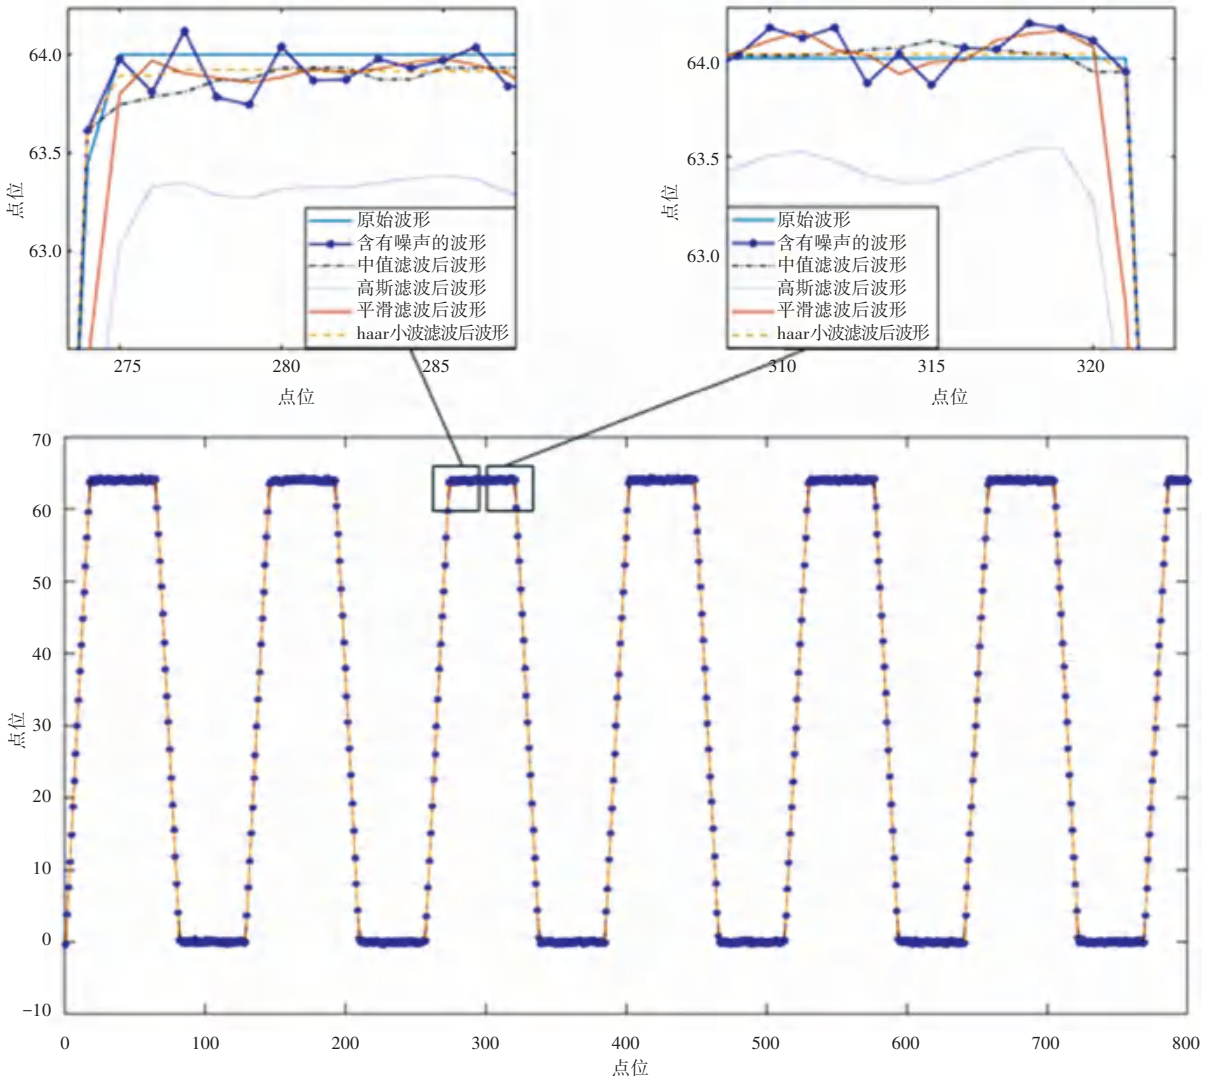 64.0
63.5
63.0
点位
原始波形
含有噪声的波形
中值滤波后波形
高斯滤波后波形
平滑滤波后波形
haar小波滤波后波形
275
280
285
点位
64.0
63.5
63.0
点位
原始波形
含有噪声的波形
中值滤波后波形
高斯滤波后波形
平滑滤波后波形
haar小波滤波后波形
310
315
320
点位
70
60
50
40
30
20
10
0
-10
点位
0
100
200
300
400
500
600
700
800
点位